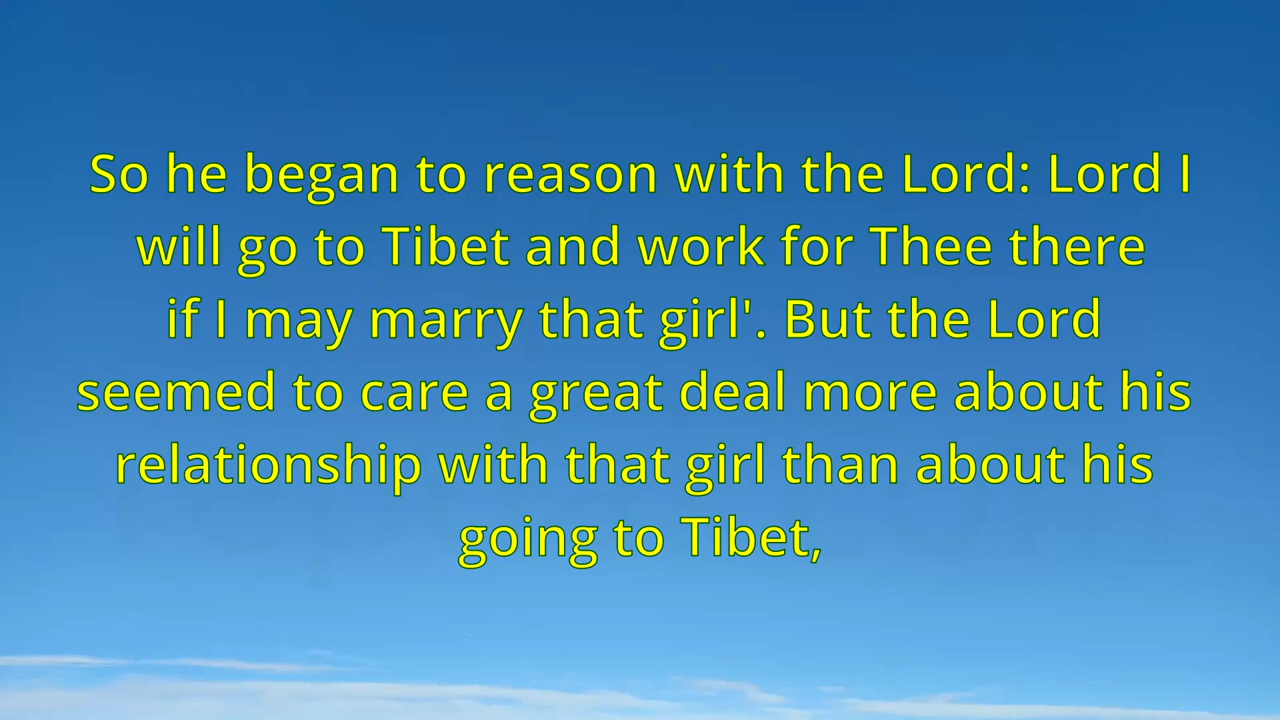 So he began to reason with the Lord: Lord I
will go to Tibet and work for Thee there
if I may marry that girl'. But the Lord
seemed to care a great deal more about his
relationship with that girl than about his
going to Tibet,